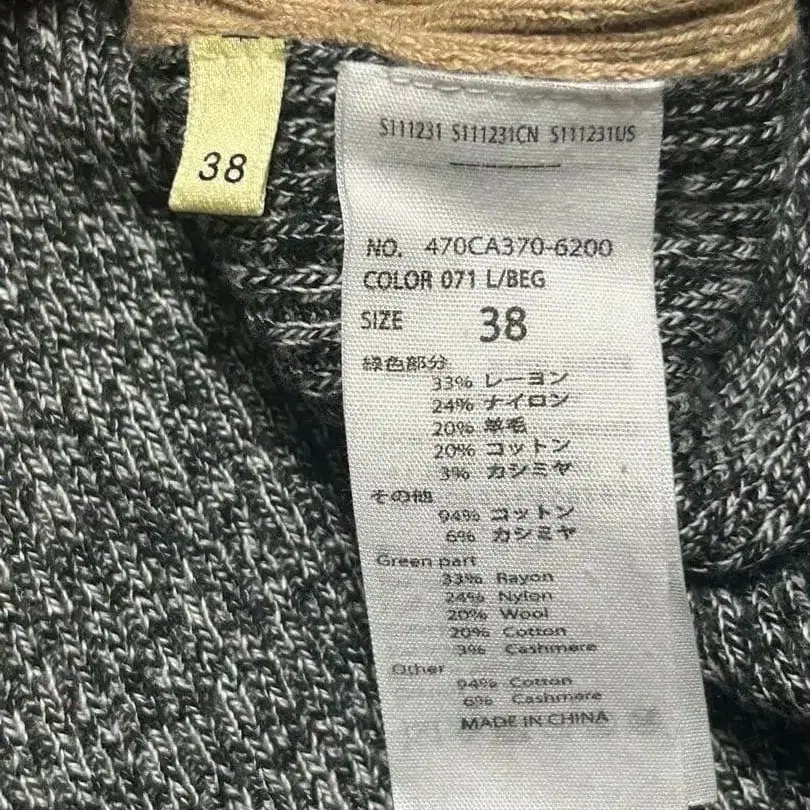 38
S111231 S111231CN S111231US
NO. 470CA370-6200
COLOR 071 L/BEG
SIZE 38
緑色部分
33% レーヨン
24% ナイロン
20% 羊毛
20% コットン
3% カシミヤ
その他
94% コットン
6% カシミヤ
Green part
33% Rayon
24% Nylon
20% Wool
20% Cotton
3% Cashmere
Other
94% Cotton
6% Cashmere
MADE IN CHINA